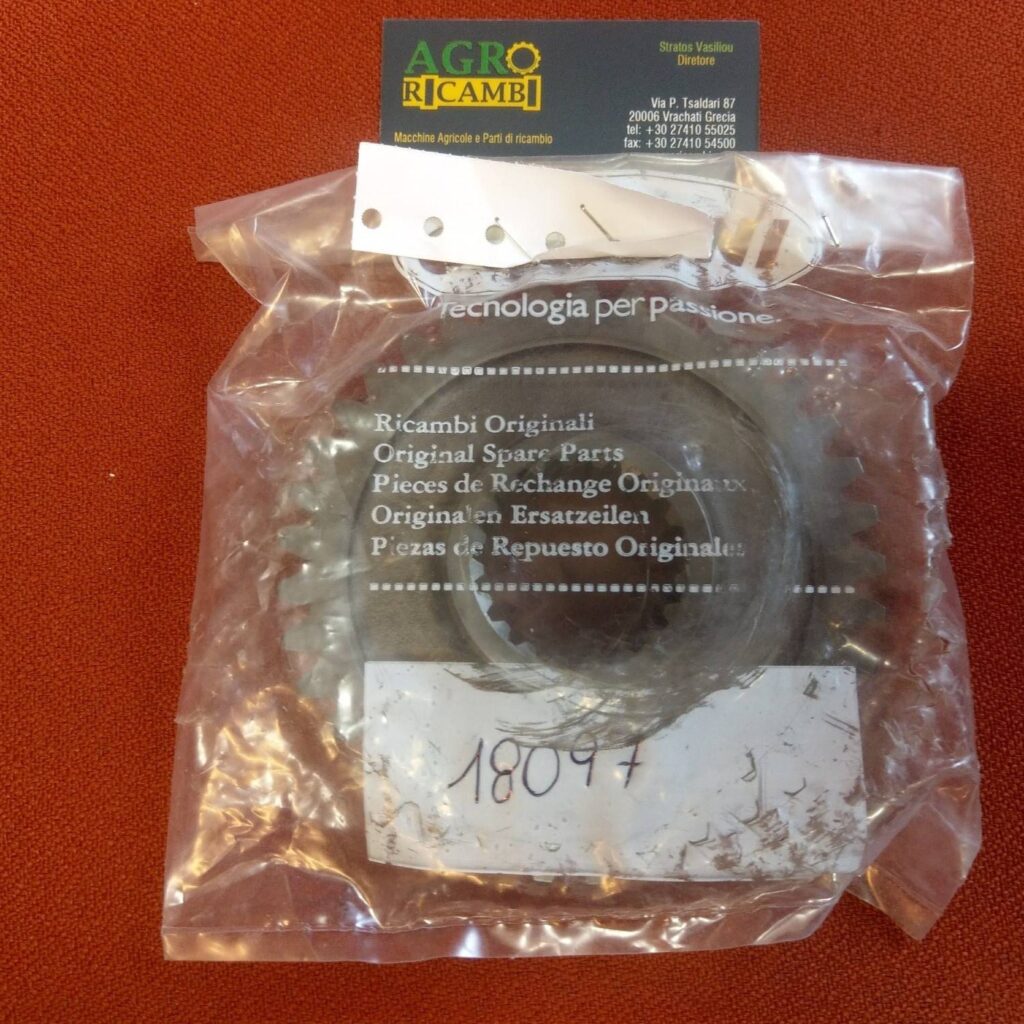 AGRO
RICAMBI
Macchine Agricole e Parti di ricambio
Stratos Vasiliou
Diretore
Via P. Tsaldari 87
20006 Vrachati Grecia
tel: +30 27410 55025
fax: +30 27410 54500
Tecnologia per passione.
Ricambi Originali
Original Spare Parts
Pieces de Rechange Originaux
Originalen Ersatzeilen
Piezas de Repuesto Originales
18097